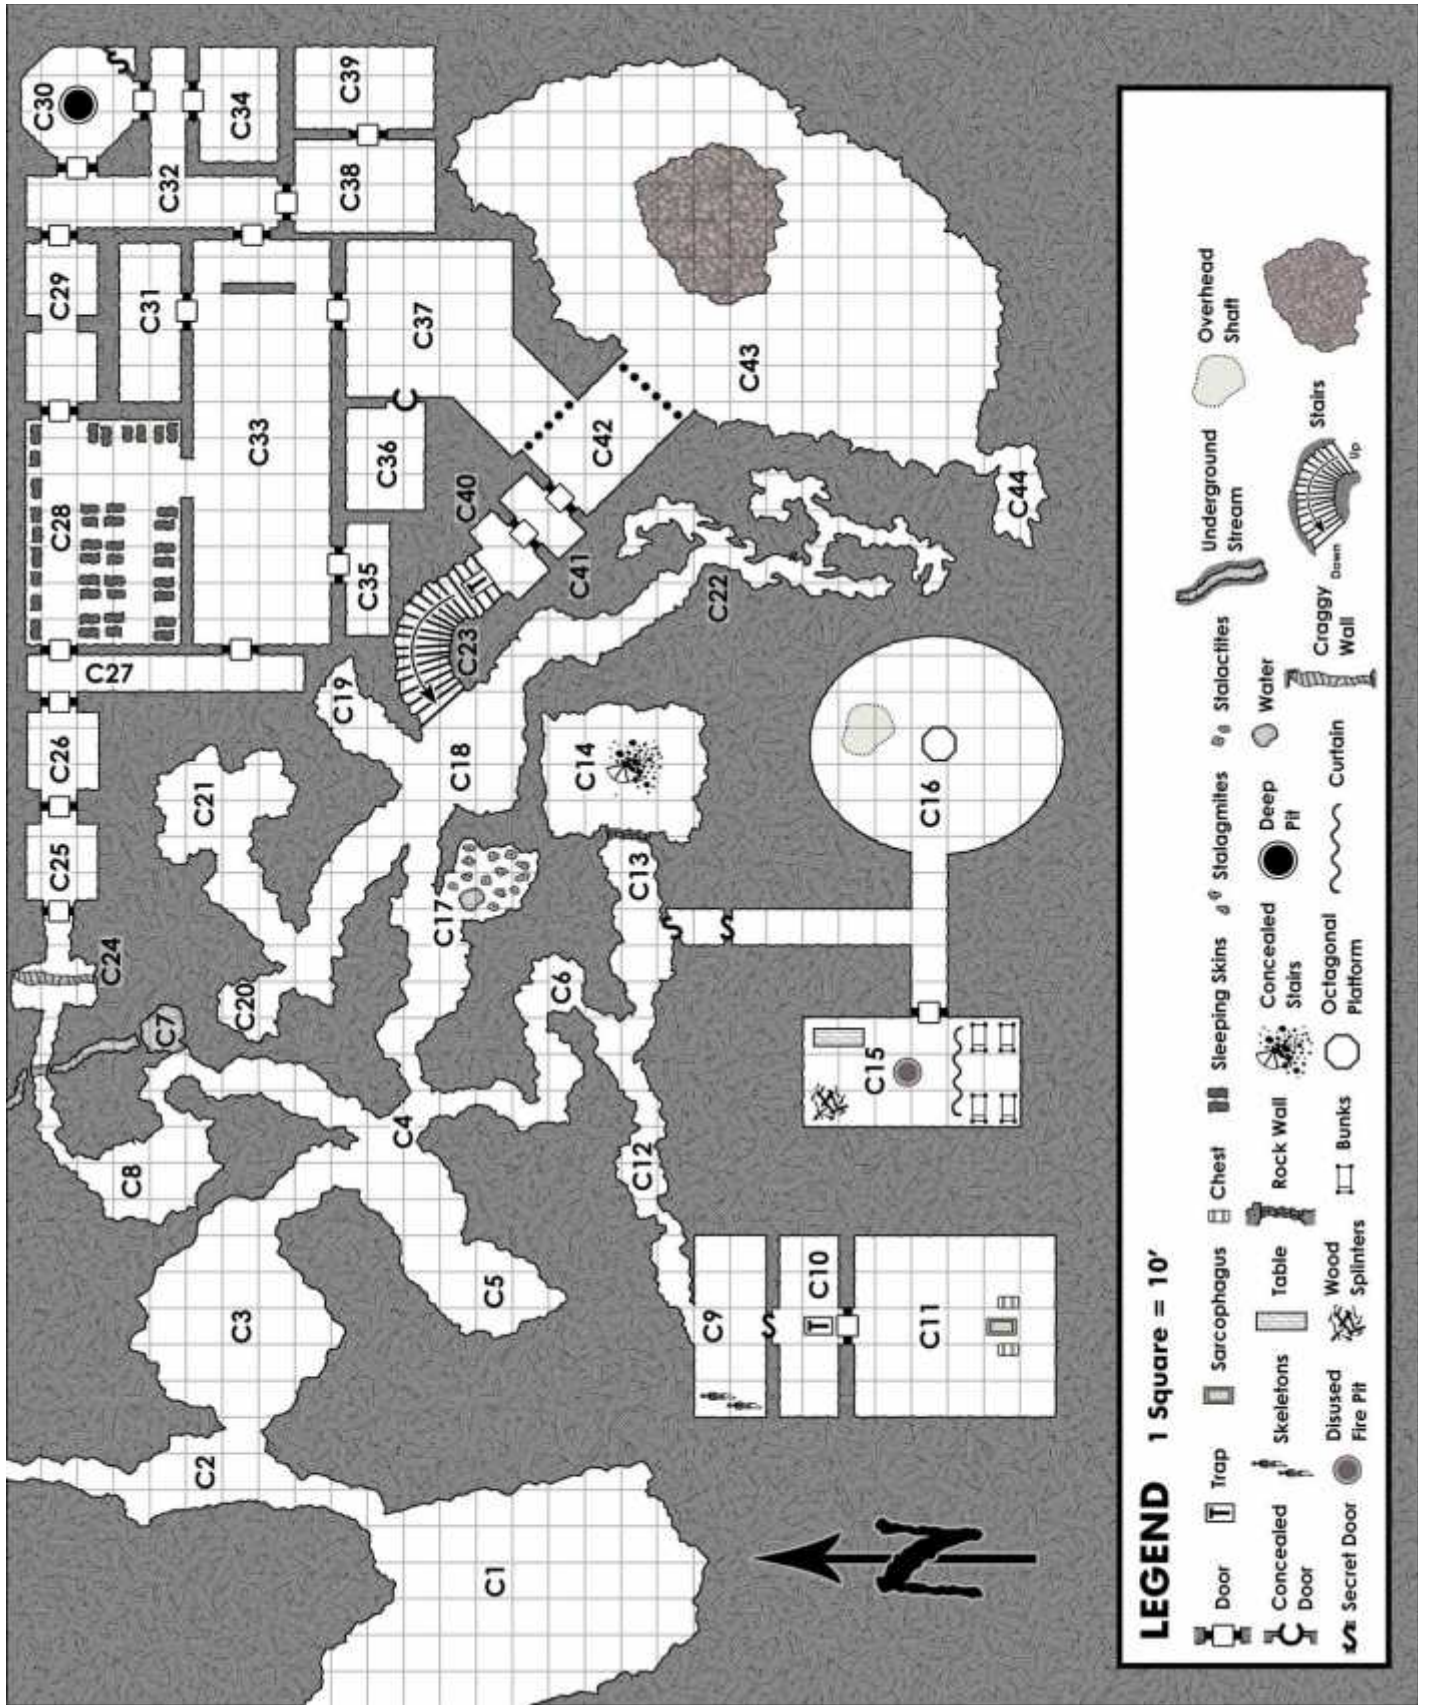 C1
C2
C3
C4
C5
C6
C7
C8
C9
C10
T
C11
C12
C13
C14
C15
C16
C17
C18
C19
C20
C21
C22
C23
T
C24
C25
C26
C27
C28
C29
C30
C31
C32
C33
C34
C35
C36
C
C37
C38
C39
C40
C41
C42
C43
C44
N
LEGEND 1 Square = 10'
Door
T
Trap
Sarcophagus
Chest
Sleeping Skins
Stalagmites
Stalactites
Underground
Stream
Overhead
Shaft
Concealed
Door
Skeletons
Table
Rock Wall
Concealed
Stairs
Deep
Pit
Water
Craggy
Wall
Down
Up
Stairs
Secret Door
Disused
Fire Pit
Wood
Splinters
Bunks
Octagonal
Platform
Curtain